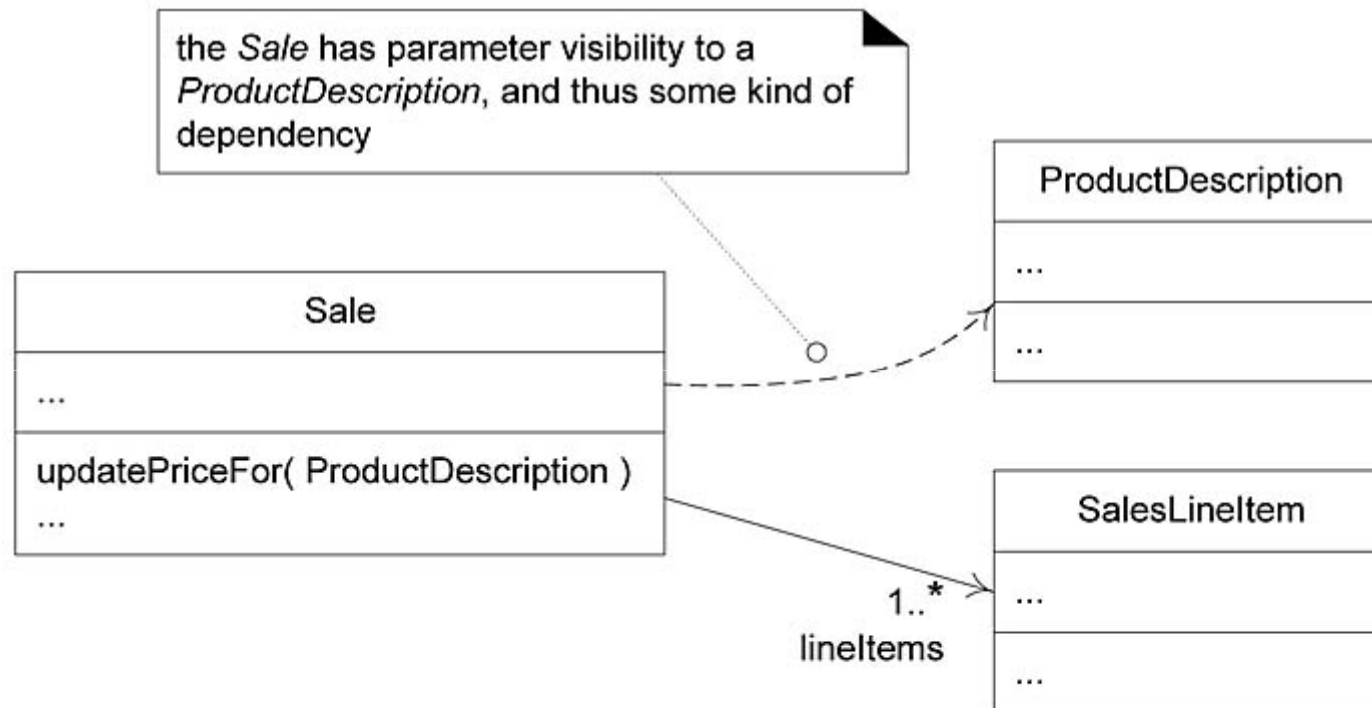 the Sale has parameter visibility to a
ProductDescription, and thus some kind of
dependency
ProductDescription
...
...
Sale
...
updatePriceFor( ProductDescription )
...
SalesLineItem
...
...
1..*
lineItems